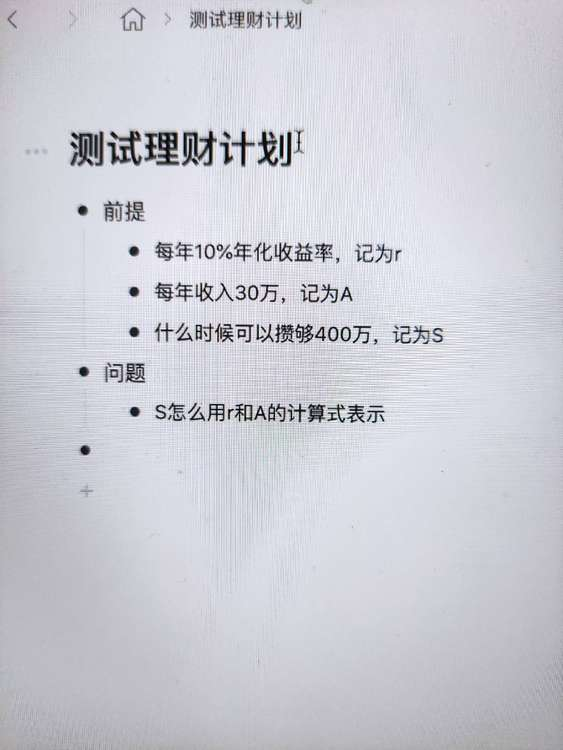 测试理财计划
测试理财计划
前提
每年10%年化收益率，记为r
每年收入30万，记为A
什么时候可以攒够400万，记为S
问题
S怎么用r和A的计算式表示